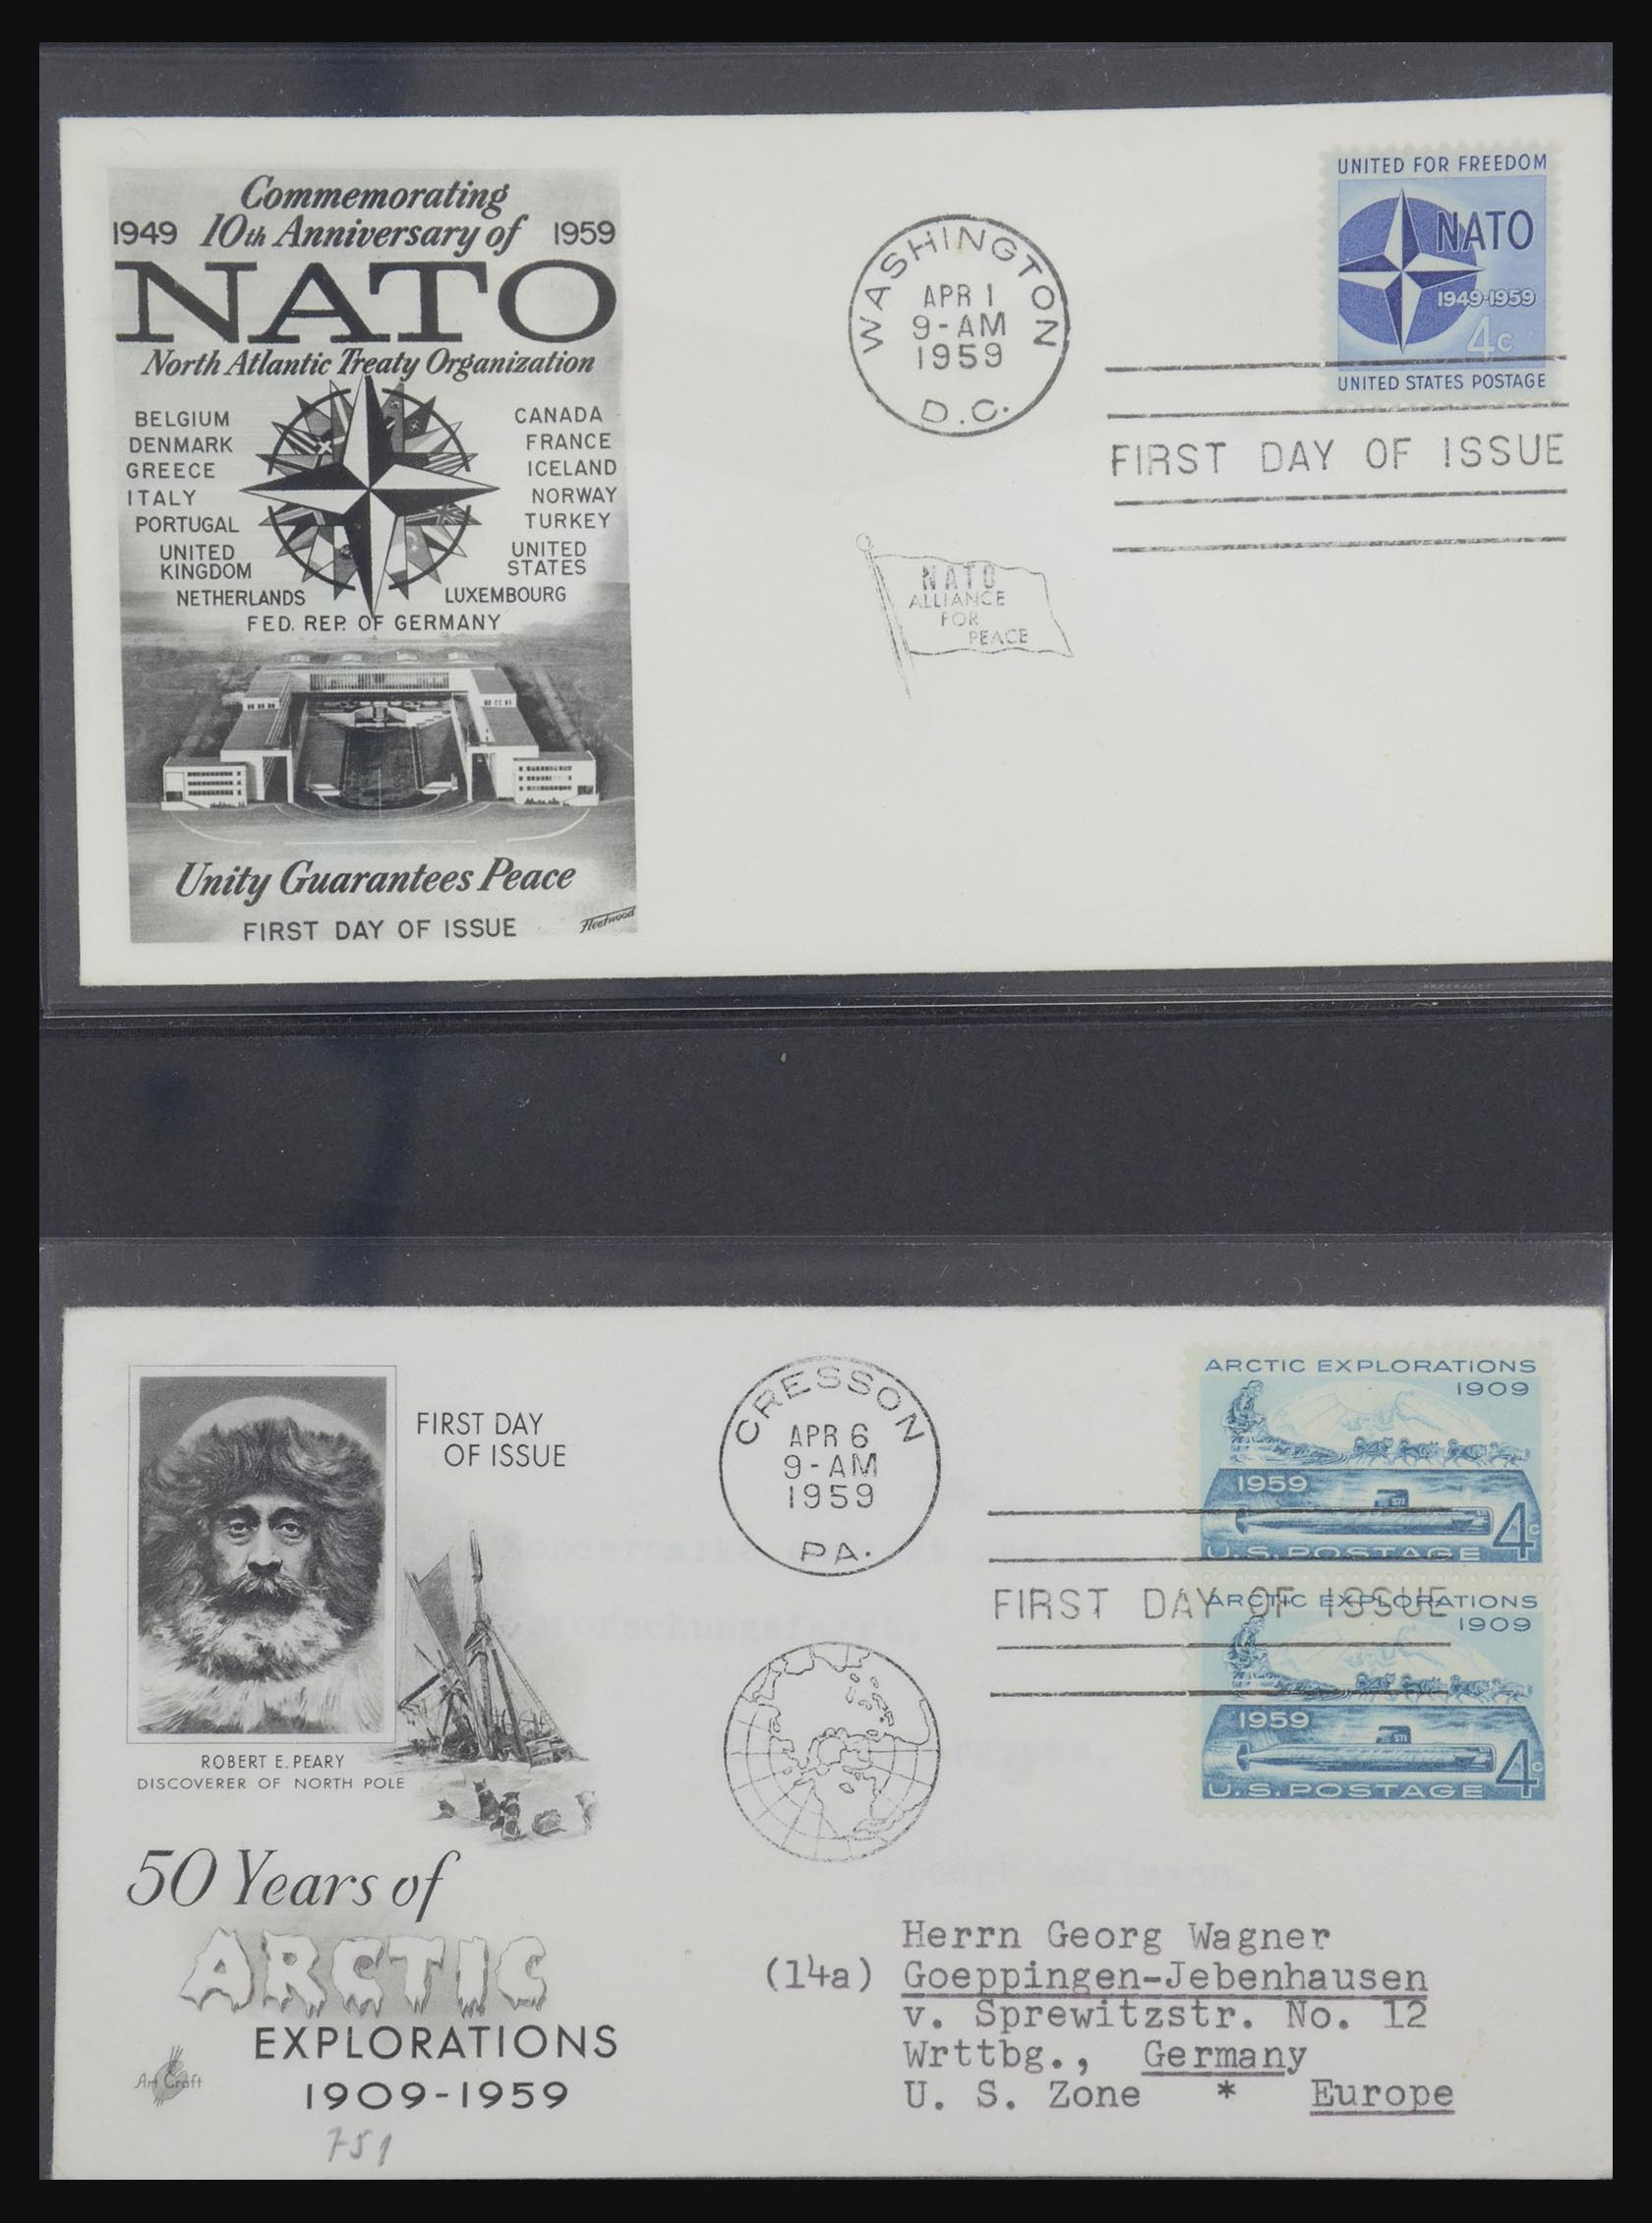 Commemorating
1949 10th Anniversary of 1959
NATO
North Atlantic Treaty Organization
BELGIUM
DENMARK
GREECE
ITALY
PORTUGAL
UNITED
KINGDOM
NETHERLANDS
CANADA
FRANCE
ICELAND
NORWAY
TURKEY
UNITED
STATES
LUXEMBOURG
FED. REP. OF GERMANY
Unity Guarantees Peace
FIRST DAY OF ISSUE
Fleetwood
WASHINGTON
APR 1
9-AM
1959
D.C.
UNITED FOR FREEDOM
NATO
1949-1959
4c
UNITED STATES POSTAGE
FIRST DAY OF ISSUE
NATO
ALLIANCE
FOR
PEACE
FIRST DAY
OF ISSUE
ROBERT E. PEARY
DISCOVERER OF NORTH POLE
50 Years of
ARCTIC
EXPLORATIONS
1909-1959
Art Craft
751
CRESSON
APR 6
9-AM
1959
PA.
ARCTIC EXPLORATIONS
1909
1959
571
4c
U.S. POSTAGE
FIRST DAY OF ISSUE
ARCTIC EXPLORATIONS
1909
1959
571
4c
U.S. POSTAGE
Herrn Georg Wagner
(14a) Goeppingen-Jebenhausen
v. Sprewitzstr. No. 12
Wrttbg., Germany
U. S. Zone * Europe